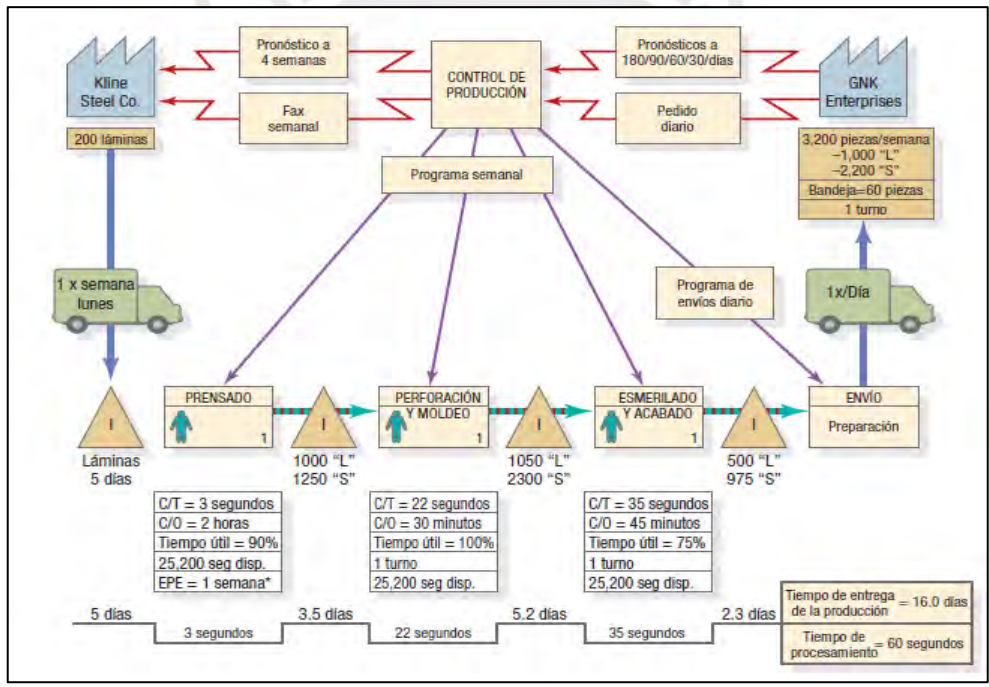 Kline
Steel Co.
Pronóstico a
4 semanas
CONTROL DE
PRODUCCIÓN
Pronósticos a
180/90/60/30/días
GNK
Enterprises
Fax
semanal
Pedido
diario
200 láminas
3,200 piezas/semana
–1,000 “L”
–2,200 “S”
Bandeja=60 piezas
1 turno
Programa semanal
1 x semana
lunes
Programa de
envíos diario
1x/Día
I
Láminas
5 días
PRENSADO
1
I
1000 “L”
1250 “S”
PERFORACIÓN
Y MOLDEO
1
I
1050 “L”
2300 “S”
ESMERILADO
Y ACABADO
1
I
500 “L”
975 “S”
ENVÍO
Preparación
C/T = 3 segundos
C/O = 2 horas
Tiempo útil = 90%
25,200 seg disp.
EPE = 1 semana*
C/T = 22 segundos
C/O = 30 minutos
Tiempo útil = 100%
1 turno
25,200 seg disp.
C/T = 35 segundos
C/O = 45 minutos
Tiempo útil = 75%
1 turno
25,200 seg disp.
5 días
3 segundos
3.5 días
22 segundos
5.2 días
35 segundos
2.3 días
Tiempo de entrega
de la producción = 16.0 días
Tiempo de
procesamiento = 60 segundos